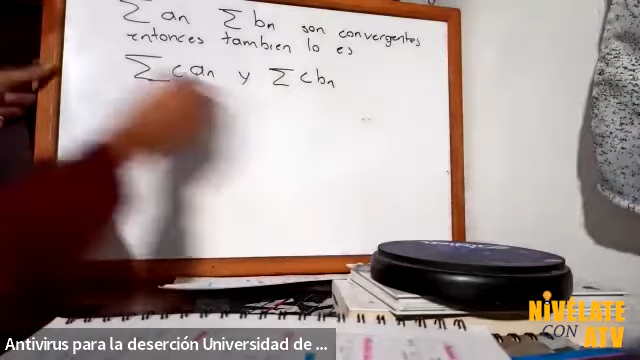 ∑ an ∑ bn son convergentes
entonces tambien lo es
∑ c an y ∑ c bn
NiVÉLATE
CON ATV
Antivirus para la deserción Universidad de ...